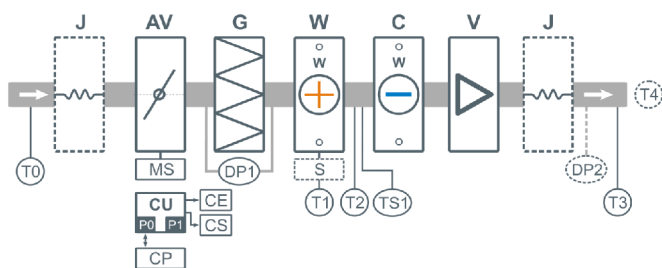 J AV G W C V J
W W
T4
MS DP1 S DP2
T0 T1 T2 TS1 T3
CU CE
P0 P1 CS
CP